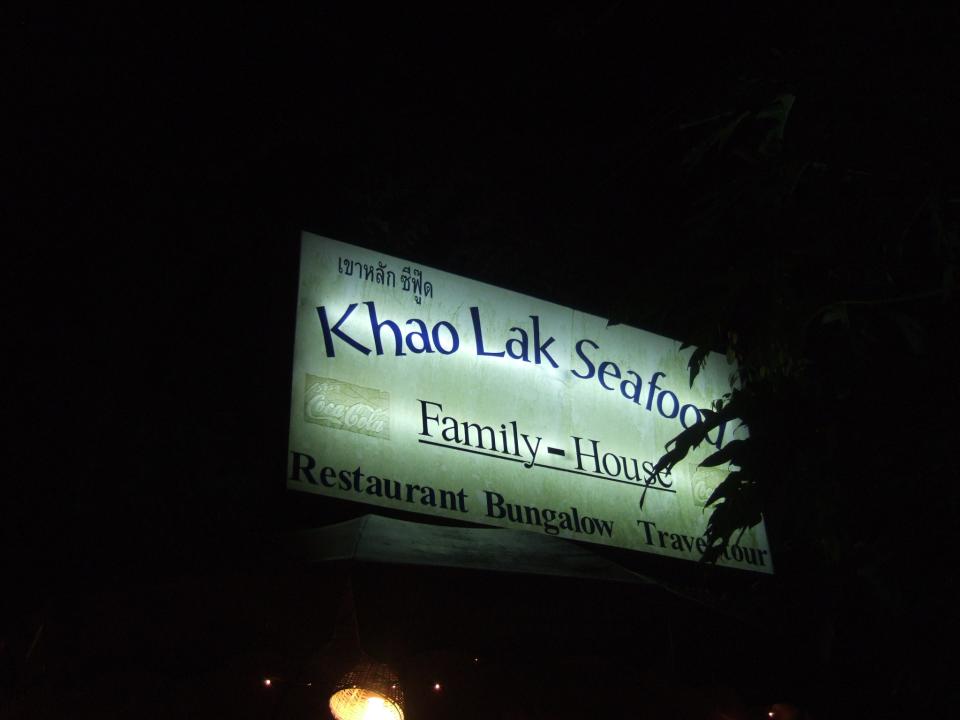 เขาหลัก ซีฟู๊ด
Khao Lak Seafood
Coca-Cola
Family-House
Restaurant Bungalow Travel tour